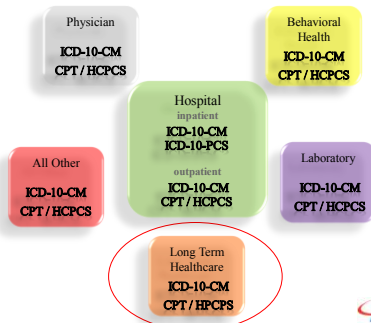 Physician
ICD-10-CM
CPT / HCPCS
Behavioral
Health
ICD-10-CM
CPT / HCPCS
Hospital
inpatient
ICD-10-CM
ICD-10-PCS
outpatient
ICD-10-CM
CPT / HCPCS
All Other
ICD-10-CM
CPT / HCPCS
Laboratory
ICD-10-CM
CPT / HCPCS
Long Term
Healthcare
ICD-10-CM
CPT / HPCPS